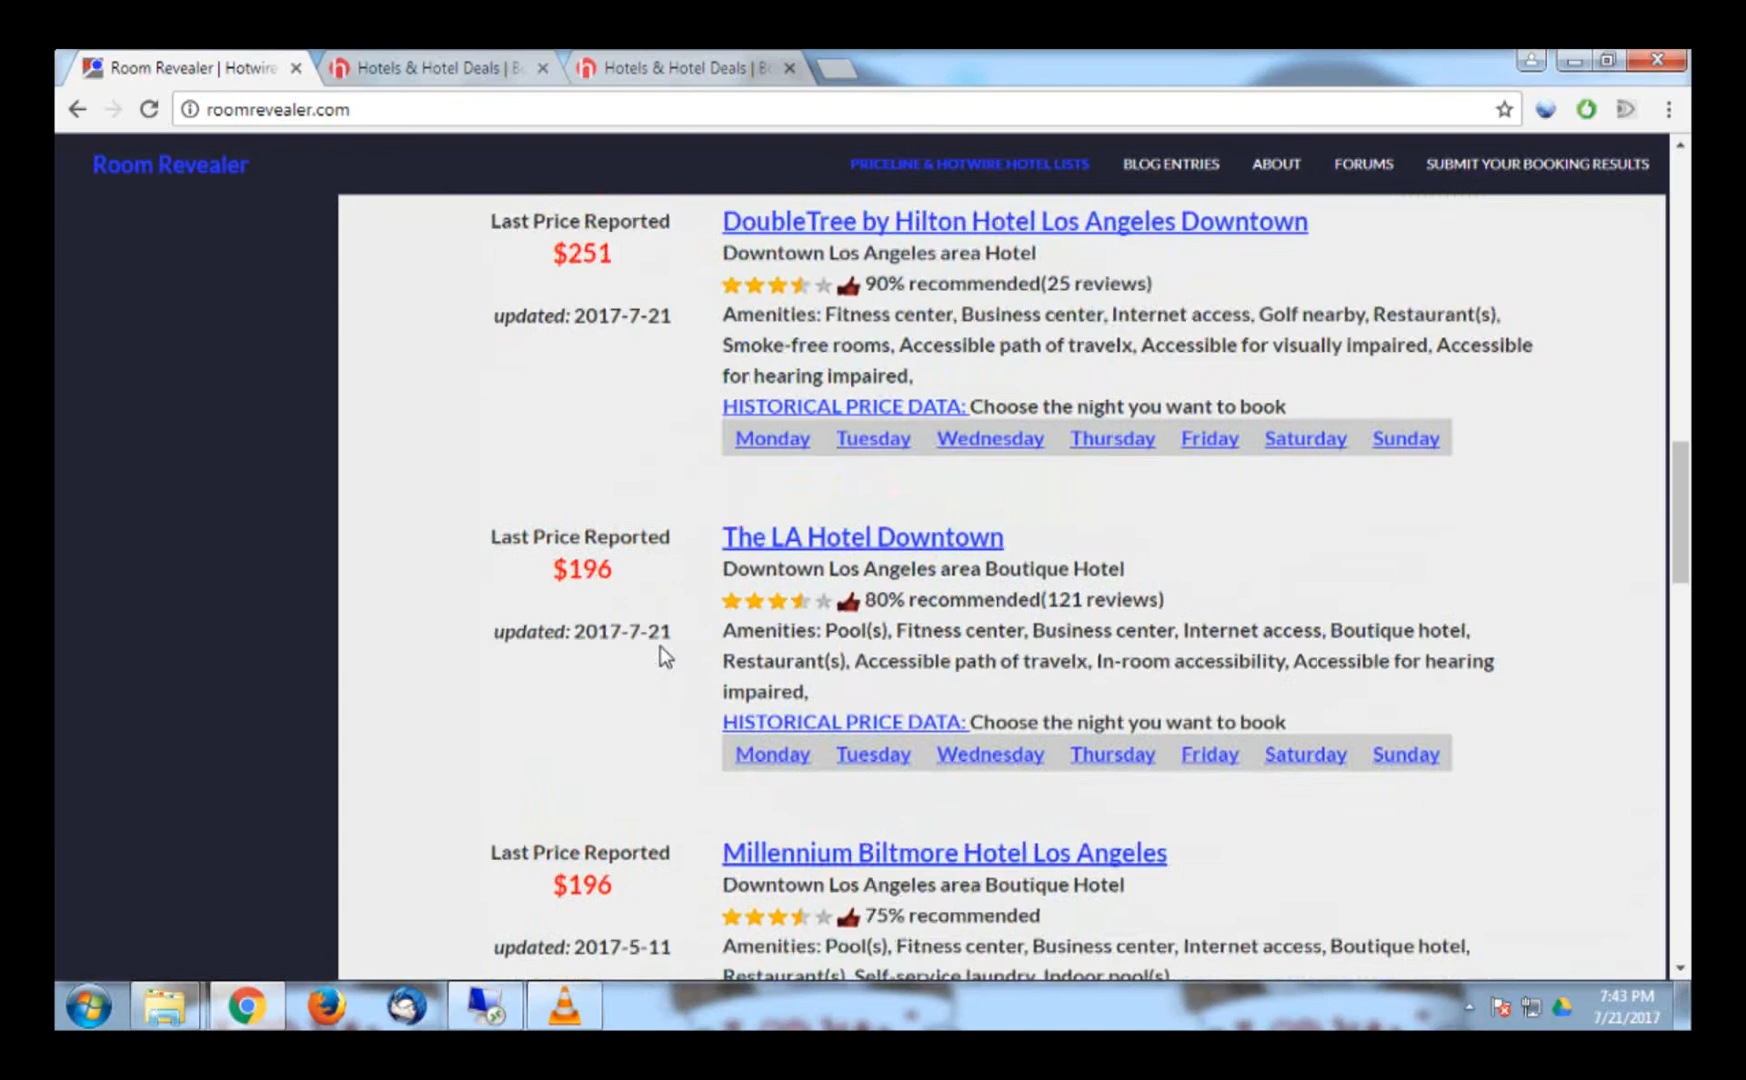 Room Revealer | Hotwire
Hotels & Hotel Deals | B
Hotels & Hotel Deals | B
roomrevealer.com
Room Revealer
PRICELINE & HOTWIRE HOTEL LISTS
BLOG ENTRIES
ABOUT
FORUMS
SUBMIT YOUR BOOKING RESULTS
Last Price Reported
$251
updated: 2017-7-21
DoubleTree by Hilton Hotel Los Angeles Downtown
Downtown Los Angeles area Hotel
90% recommended(25 reviews)
Amenities: Fitness center, Business center, Internet access, Golf nearby, Restaurant(s),
Smoke-free rooms, Accessible path of travelx, Accessible for visually impaired, Accessible
for hearing impaired,
HISTORICAL PRICE DATA: Choose the night you want to book
Monday Tuesday Wednesday Thursday Friday Saturday Sunday
Last Price Reported
$196
updated: 2017-7-21
The LA Hotel Downtown
Downtown Los Angeles area Boutique Hotel
80% recommended(121 reviews)
Amenities: Pool(s), Fitness center, Business center, Internet access, Boutique hotel,
Restaurant(s), Accessible path of travelx, In-room accessibility, Accessible for hearing
impaired,
HISTORICAL PRICE DATA: Choose the night you want to book
Monday Tuesday Wednesday Thursday Friday Saturday Sunday
Last Price Reported
$196
updated: 2017-5-11
Millennium Biltmore Hotel Los Angeles
Downtown Los Angeles area Boutique Hotel
75% recommended
Amenities: Pool(s), Fitness center, Business center, Internet access, Boutique hotel,
Restaurant(s), Self-service laundry, Indoor pool(s)
7:43 PM
7/21/2017